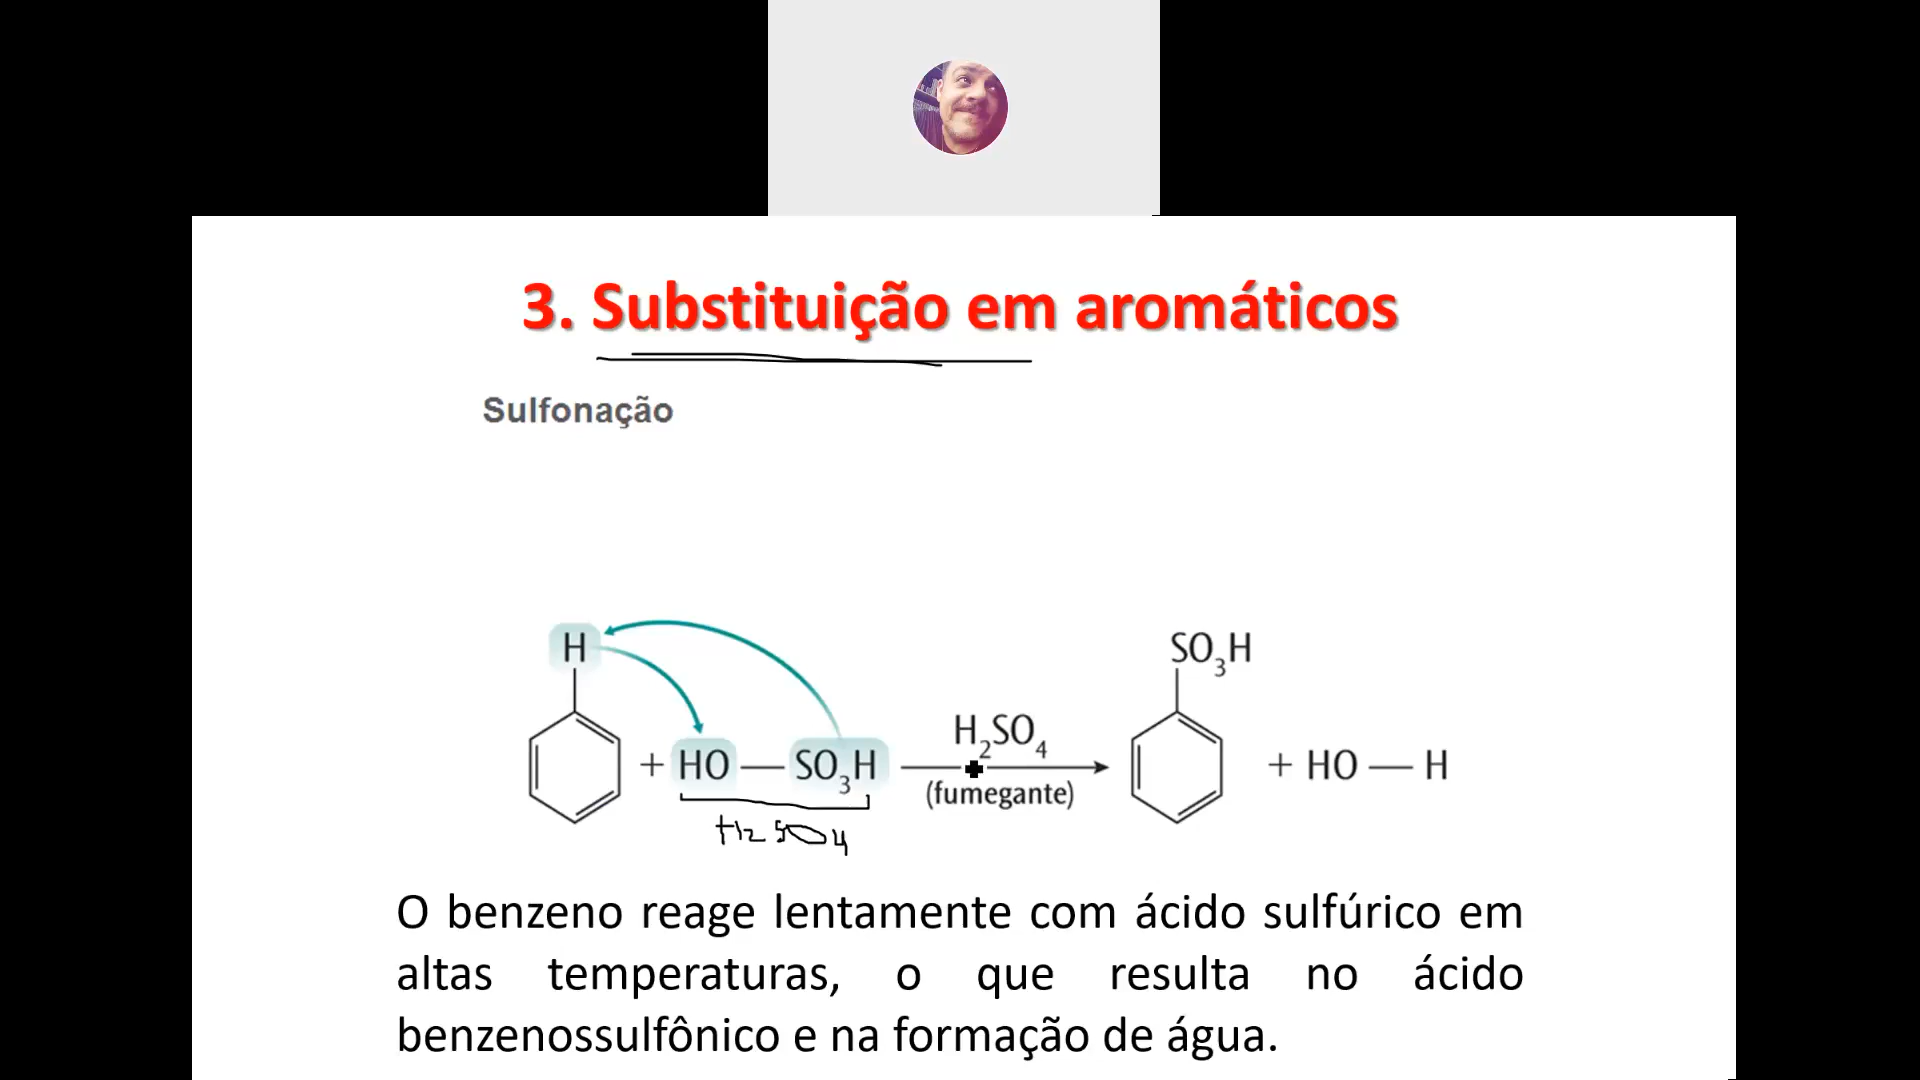 3. Substituição em aromáticos
Sulfonação
H
SO₃H
+ HO — SO₃H
H₂SO₄
(fumegante)
+ HO — H
H₂SO₄
O benzeno reage lentamente com ácido sulfúrico em
altas temperaturas, o que resulta no ácido
benzenossulfônico e na formação de água.